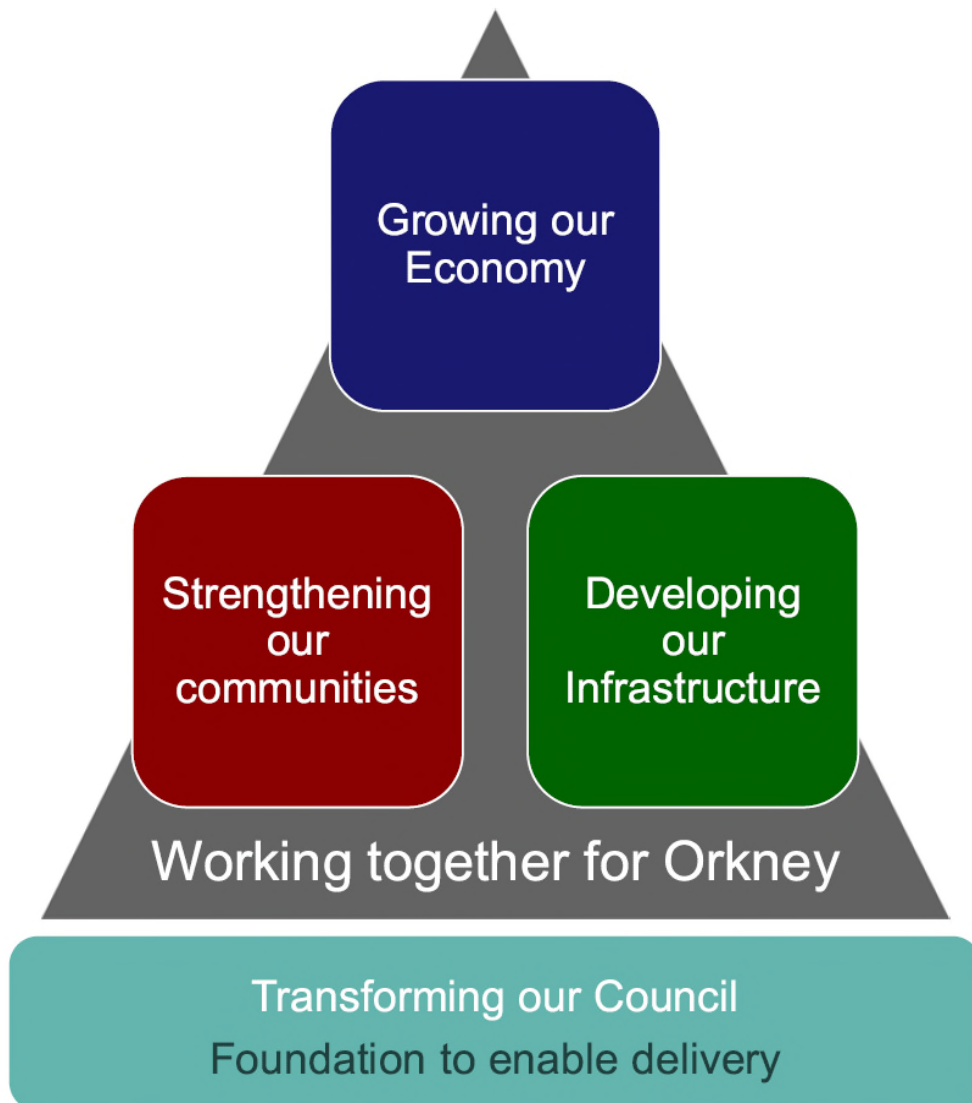 Growing our
Economy
Strengthening
our
communities
Developing
our
Infrastructure
Working together for Orkney
Transforming our Council
Foundation to enable delivery